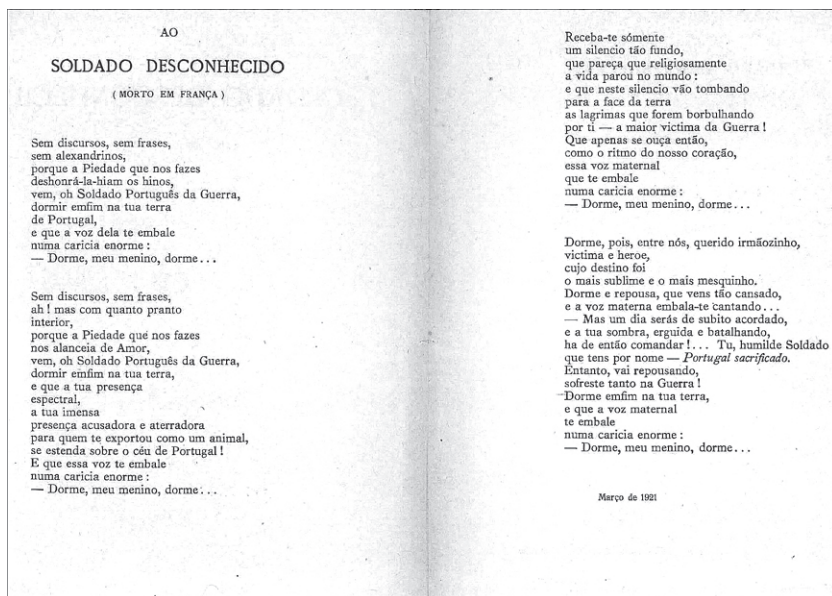 AO
SOLDADO DESCONHECIDO
(MORTO EM FRANÇA)
Sem discursos, sem frases,
sem alexandrinos,
porque a Piedade que nos fazes
deshonrá-la-hiam os hinos,
vem, oh Soldado Português da Guerra,
dormir emfim na tua terra
de Portugal,
e que a voz dela te embale
numa caricia enorme :
— Dorme, meu menino, dorme...
Sem discursos, sem frases,
ah ! mas com quanto pranto
interior,
porque a Piedade que nos fazes
nos alanceia de Amor,
vem, oh Soldado Português da Guerra,
dormir emfim na tua terra,
e que a tua presença
espectral,
a tua imensa
presença acusadora e aterradora
para quem te exportou como um animal,
se estenda sobre o céu de Portugal !
E que essa voz te embale
numa caricia enorme :
— Dorme, meu menino, dorme...
Receba-te sómente
um silencio tão fundo,
que pareça que religiosamente
a vida parou no mundo :
e que neste silencio vão tombando
para a face da terra
as lagrimas que forem borbulhando
por ti — a maior victima da Guerra !
Que apenas se ouça então,
como o ritmo do nosso coração,
essa voz maternal
que te embale
numa caricia enorme :
— Dorme, meu menino, dorme...
Dorme, pois, entre nós, querido irmãozinho,
victima e heroe,
cujo destino foi
o mais sublime e o mais mesquinho.
Dorme e repousa, que vens tão cansado,
e a voz materna embala-te cantando...
— Mas um dia serás de subito acordado,
e a tua sombra, erguida e batalhando,
ha de então comandar !... Tu, humilde Soldado
que tens por nome — Portugal sacrificado.
Entanto, vai repousando,
sofreste tanto na Guerra !
Dorme emfim na tua terra,
e que a voz maternal
te embale
numa caricia enorme :
— Dorme, meu menino, dorme...
Março de 1921